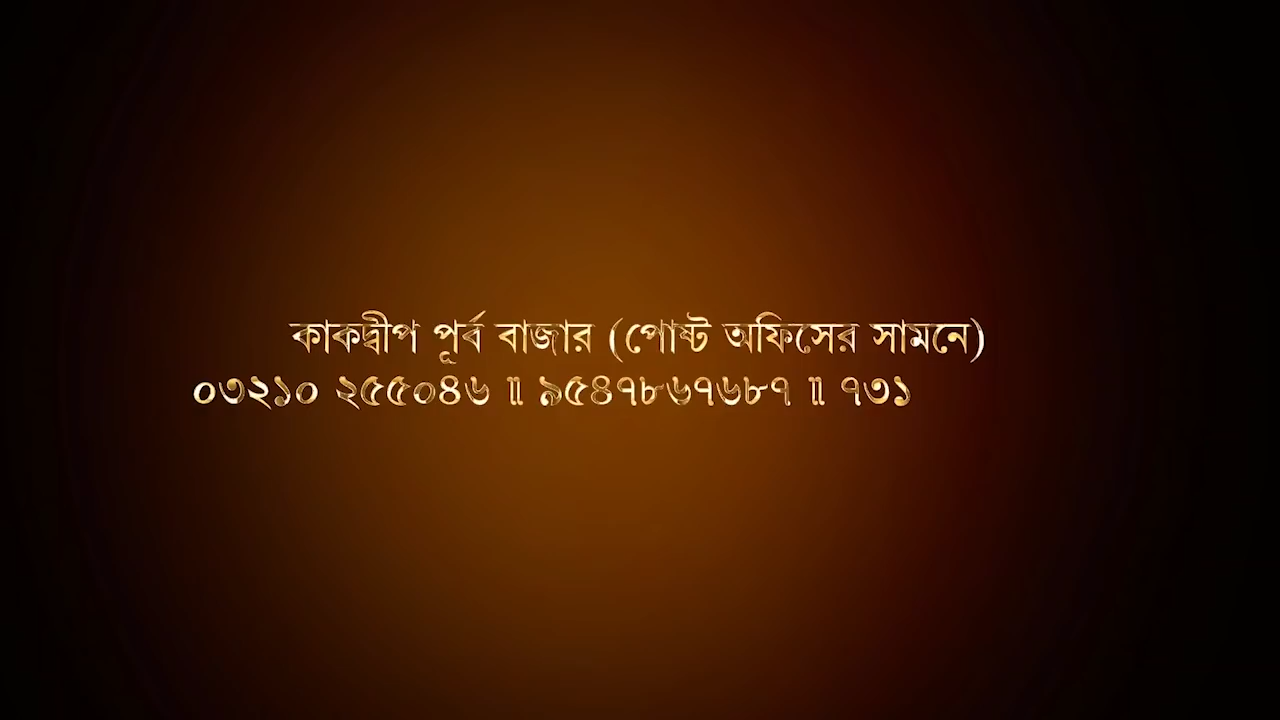 কাকদ্বীপ পূর্ব বাজার (পোষ্ট অফিসের সামনে)
০৩২১০ ২৫৫০৪৬ ॥ ৯৫৪৭৮৬৭৬৮৭ ॥ ৭৩১